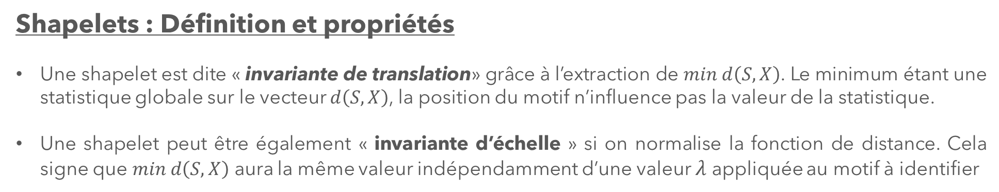 Shapelets : Définition et propriétés
• Une shapelet est dite « invariante de translation» grâce à l’extraction de min d(S, X). Le minimum étant une
statistique globale sur le vecteur d(S, X), la position du motif n’influence pas la valeur de la statistique.
• Une shapelet peut être également « invariante d’échelle » si on normalise la fonction de distance. Cela
signe que min d(S, X) aura la même valeur indépendamment d’une valeur λ appliquée au motif à identifier